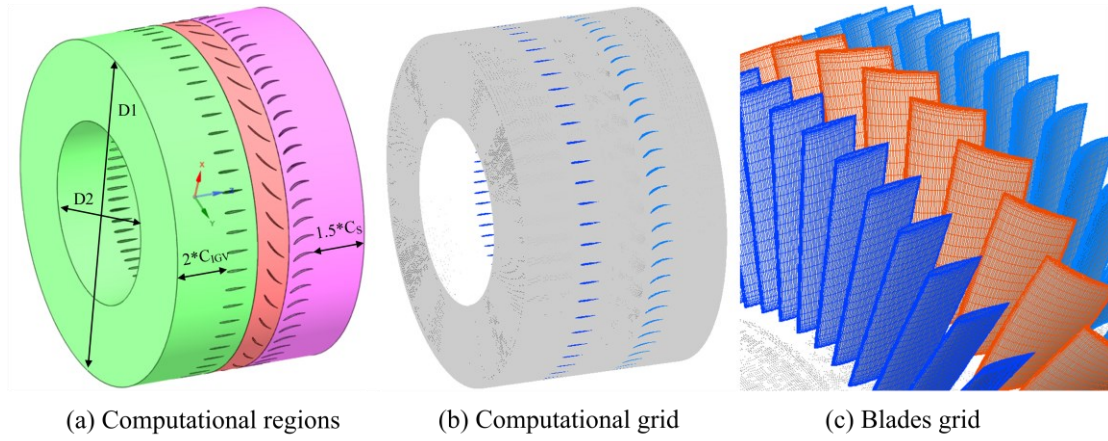 D1
X
D2
Z
Y
1.5*C_S
2*C_IGV
(a) Computational regions
(b) Computational grid
(c) Blades grid